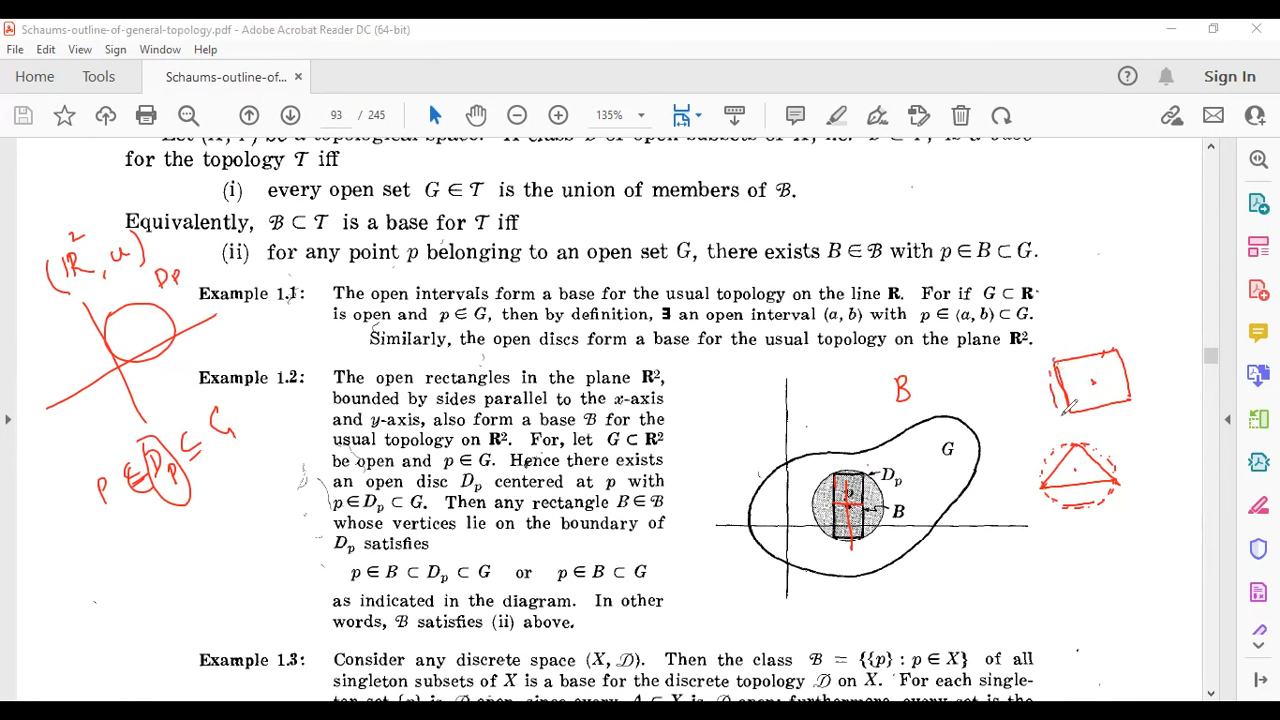 Schaums-outline-of-general-topology.pdf - Adobe Acrobat Reader DC (64-bit)
File Edit View Sign Window Help
Home Tools Schaums-outline-of... × Sign In
93 / 245 135%
for the topology T iff
(i) every open set G ∈ T is the union of members of ℬ.
Equivalently, ℬ ⊂ T is a base for T iff
(ii) for any point p belonging to an open set G, there exists B ∈ ℬ with p ∈ B ⊂ G.
(ℝ², u)
Dp
Example 1.1: The open intervals form a base for the usual topology on the line R. For if G ⊂ R
is open and p ∈ G, then by definition, ∃ an open interval (a, b) with p ∈ (a, b) ⊂ G.
Similarly, the open discs form a base for the usual topology on the plane R².
Example 1.2: The open rectangles in the plane R²,
bounded by sides parallel to the x-axis
and y-axis, also form a base ℬ for the
usual topology on R². For, let G ⊂ R²
be open and p ∈ G. Hence there exists
an open disc Dp centered at p with
p ∈ Dp ⊂ G. Then any rectangle B ∈ ℬ
whose vertices lie on the boundary of
Dp satisfies
p ∈ B ⊂ Dp ⊂ G or p ∈ B ⊂ G
as indicated in the diagram. In other
words, ℬ satisfies (ii) above.
p ∈ Dp ⊆ G
B
G
Dp
B
Example 1.3: Consider any discrete space (X, D). Then the class ℬ = {{p} : p ∈ X} of all
singleton subsets of X is a base for the discrete topology D on X. For each single-